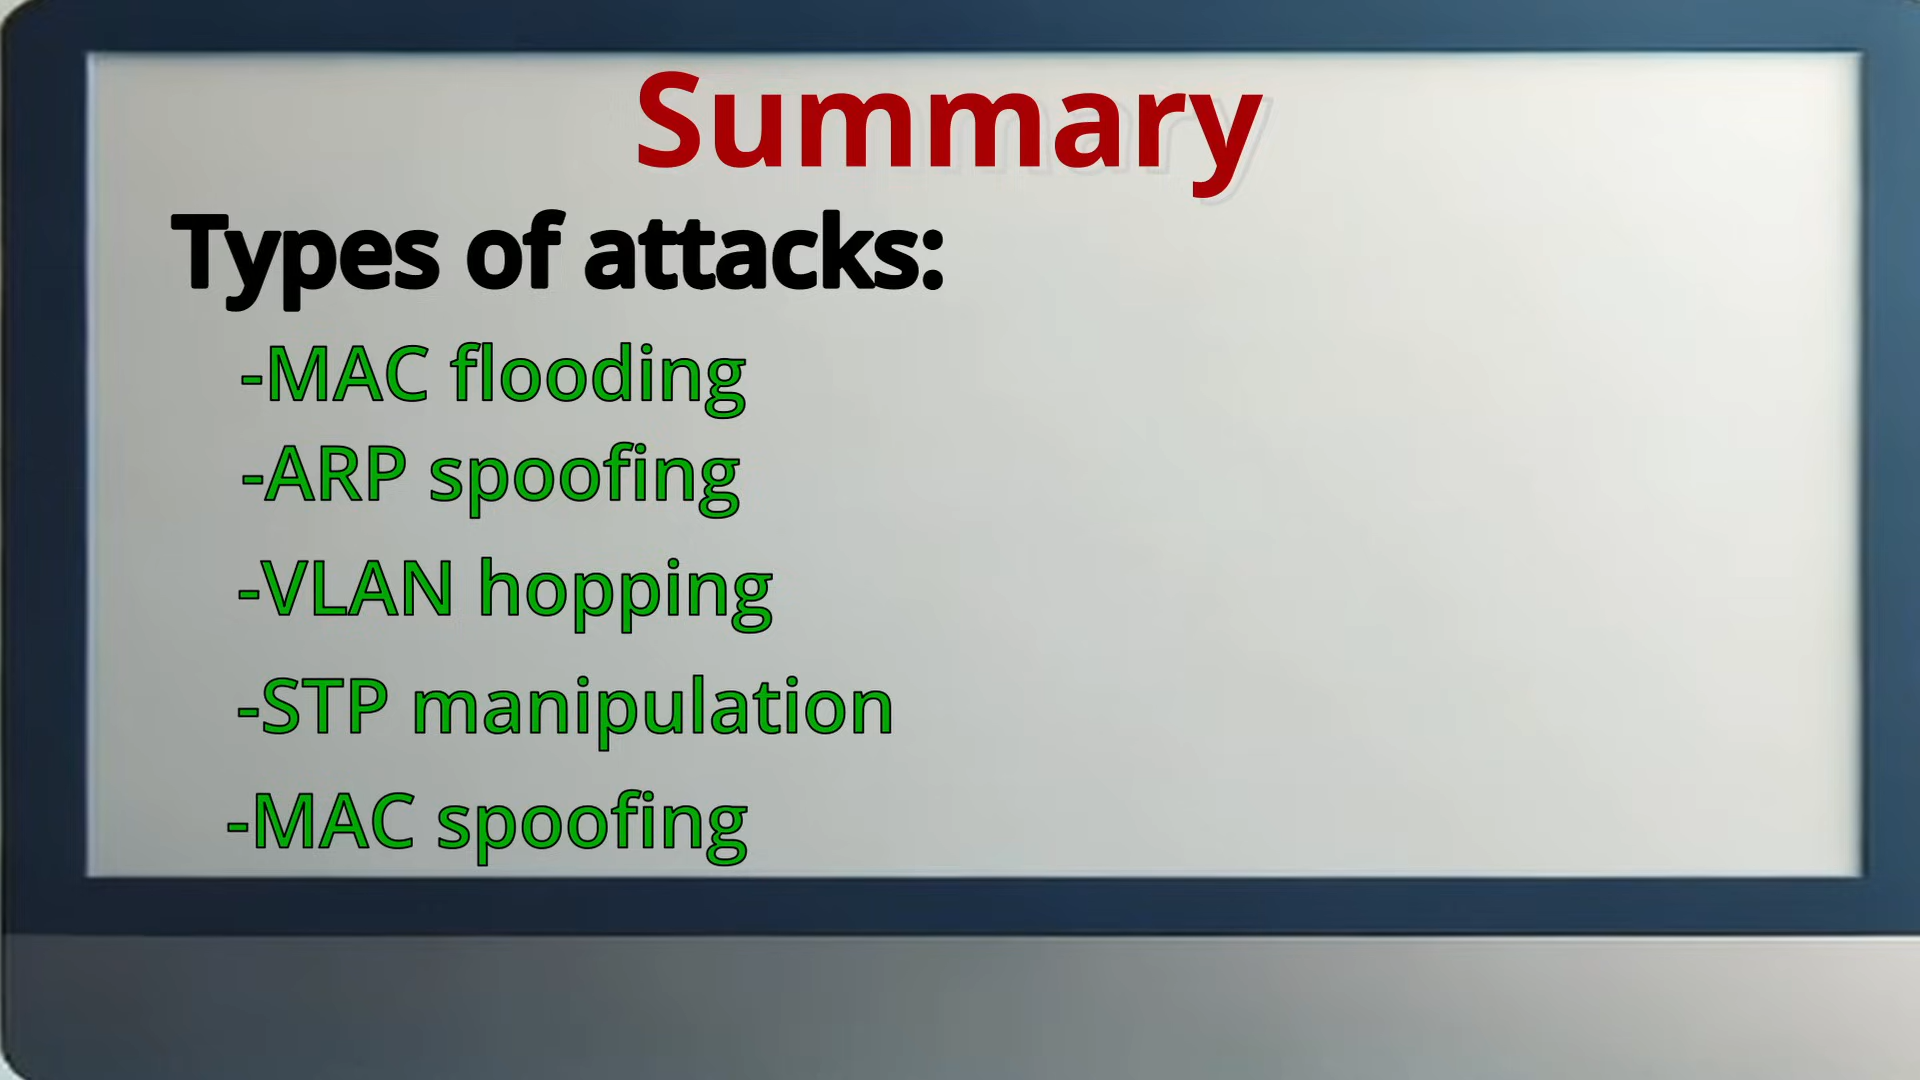 Summary
Types of attacks:
-MAC flooding
-ARP spoofing
-VLAN hopping
-STP manipulation
-MAC spoofing